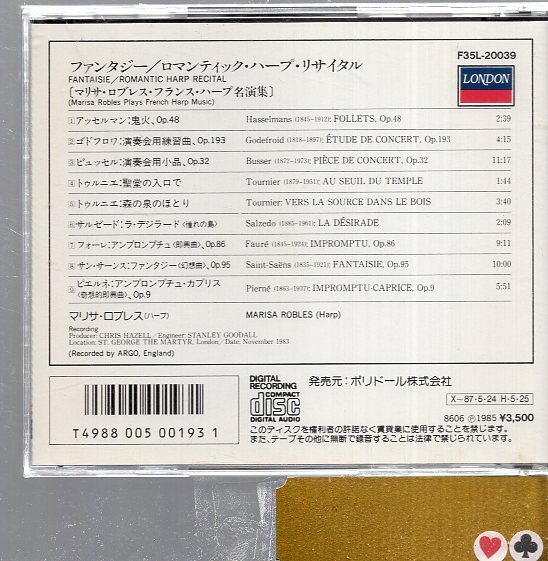 F35L-20039
ファンタジー/ロマンティック・ハープ・リサイタル
FANTAISIE/ROMANTIC HARP RECITAL
LONDON
〔マリサ・ロブレス・フランス・ハープ名演集〕
(Marisa Robles Plays French Harp Music)
①アッセルマン:鬼火、Op.48 Hasselmans (1845–1912): FOLLETS, Op.48 2:39
②ゴドフロワ:演奏会用練習曲、Op.193 Godefroid (1818–1897): ÉTUDE DE CONCERT, Op.193 4:15
③ビュッセル:演奏会用小品、Op.32 Busser (1872–1973): PIÈCE DE CONCERT, Op.32 11:17
④トゥルニエ:聖堂の入口で Tournier (1879–1951): AU SEUIL DU TEMPLE 1:44
⑤トゥルニエ:森の泉のほとり Tournier: VERS LA SOURCE DANS LE BOIS 3:40
⑥サルゼード:ラ・デジラード〈憧れの島〉 Salzedo (1885–1961): LA DÉSIRADE 2:09
⑦フォーレ:アンプロンプチュ〈即興曲〉、Op.86 Fauré (1845–1924): IMPROMPTU, Op.86 9:11
⑧サン・サーンス:ファンタジー〈幻想曲〉、Op.95 Saint-Saëns (1835–1921): FANTAISIE, Op.95 10:00
⑨ピエルネ:アンプロンプチュ・カプリス〈奇想的即興曲〉、Op.9 Pierné (1863–1937): IMPROMPTU-CAPRICE, Op.9 5:51
マリサ・ロブレス(ハープ) MARISA ROBLES (Harp)
Recording
Producer: CHRIS HAZELL/Engineer: STANLEY GOODALL
Location: ST. GEORGE THE MARTYR, London/Date: November 1983
(Recorded by ARGO, England)
T4988 005 00193 1
DIGITAL RECORDING
COMPACT disc
DIGITAL AUDIO
発売元:ポリドール株式会社
X–87·5·24 H·5·25
8606 ℗1985 ¥3,500
このディスクを権利者の許諾なく賃貸業に使用することを禁じます。
また、テープその他に無断で録音することは法律で禁じられています。